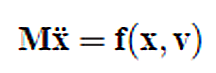 Mẍ = f(x, v)